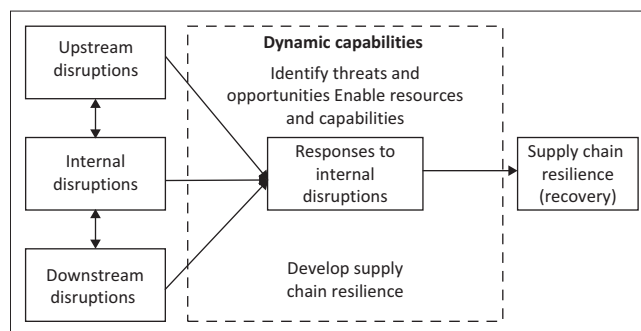 Upstream
disruptions
Internal
disruptions
Downstream
disruptions
Dynamic capabilities
Identify threats and
opportunities Enable resources
and capabilities
Responses to
internal
disruptions
Develop supply
chain resilience
Supply chain
resilience
(recovery)